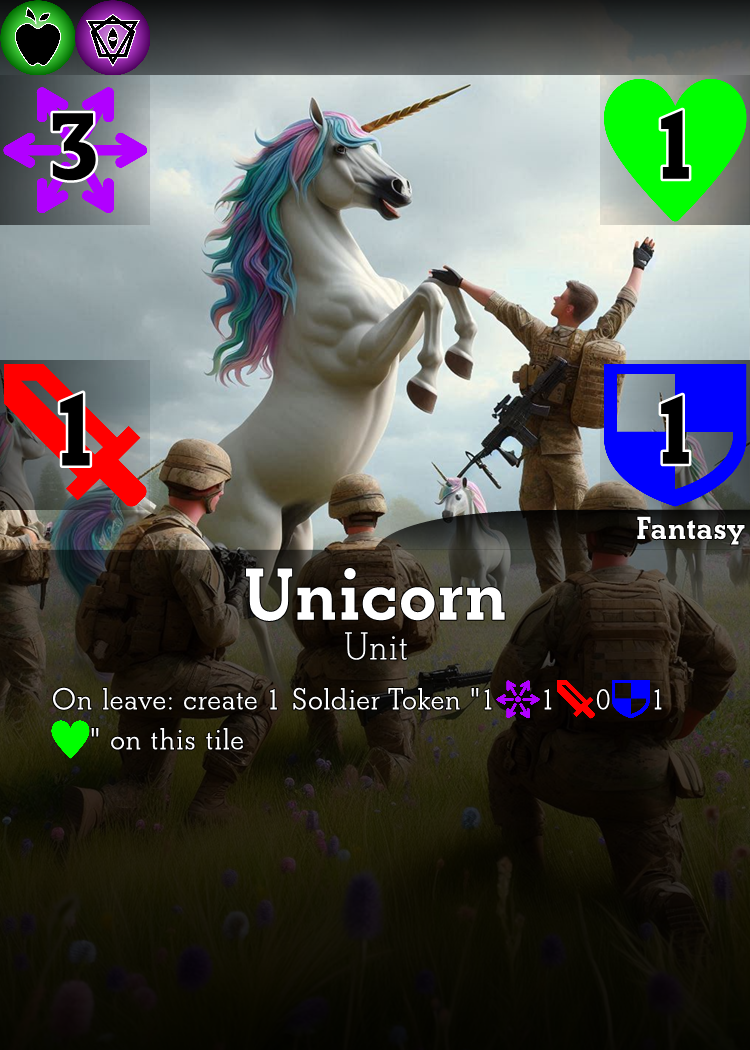 3
1
1
1
Fantasy
Unicorn
Unit
On leave: create 1 Soldier Token "1 1 0 1
" on this tile